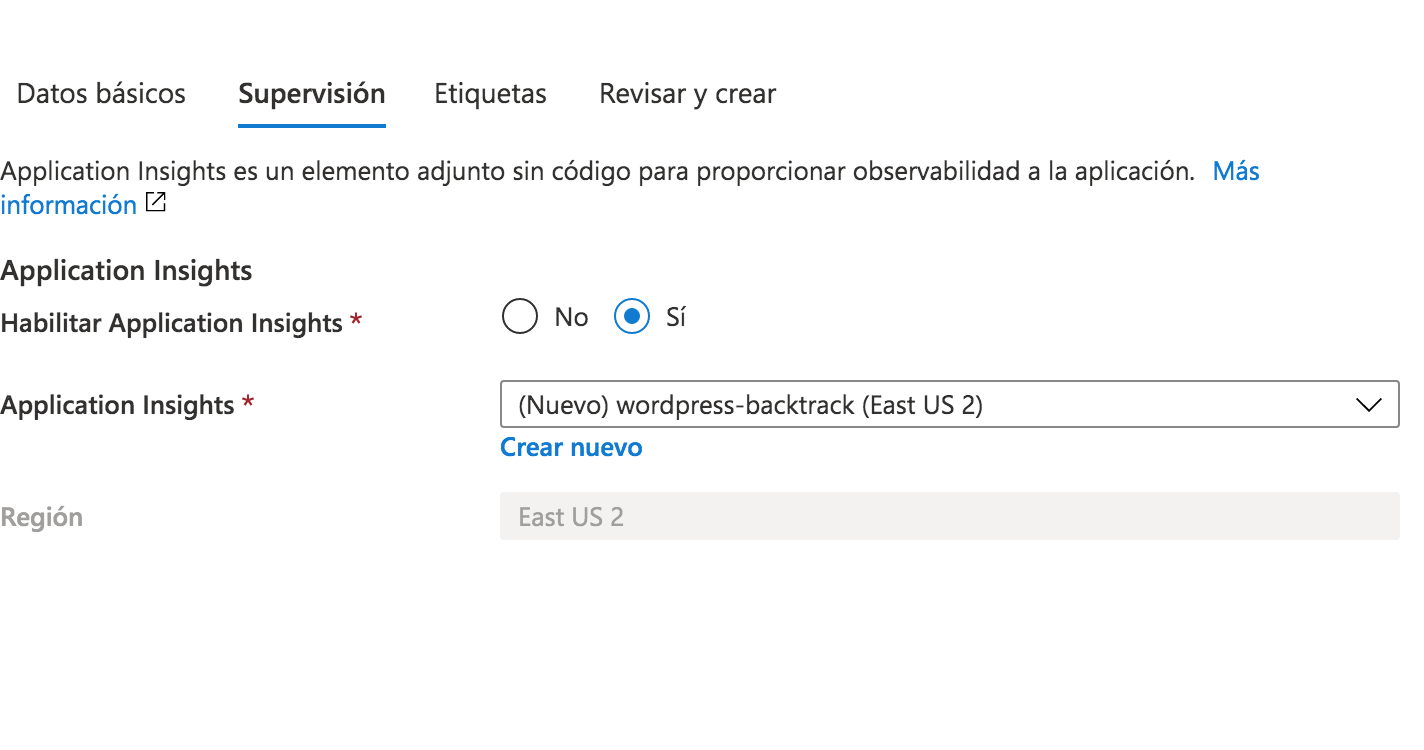 Datos básicos Supervisión Etiquetas Revisar y crear
Application Insights es un elemento adjunto sin código para proporcionar observabilidad a la aplicación. Más
información
Application Insights
Habilitar Application Insights * No Sí
Application Insights * (Nuevo) wordpress-backtrack (East US 2)
Crear nuevo
Región East US 2